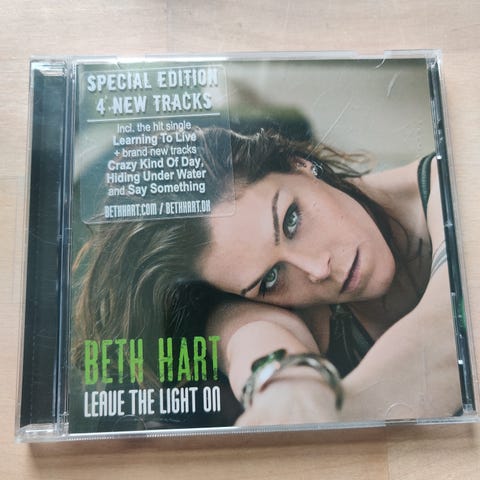 SPECIAL EDITION
4 NEW TRACKS
Incl. the hit single
Learning To Live
+ brand new tracks
Crazy Kind Of Day,
Hiding Under Water
and Say Something
BETHHART.COM / BETHHART.DK
BETH HART
LEAVE THE LIGHT ON